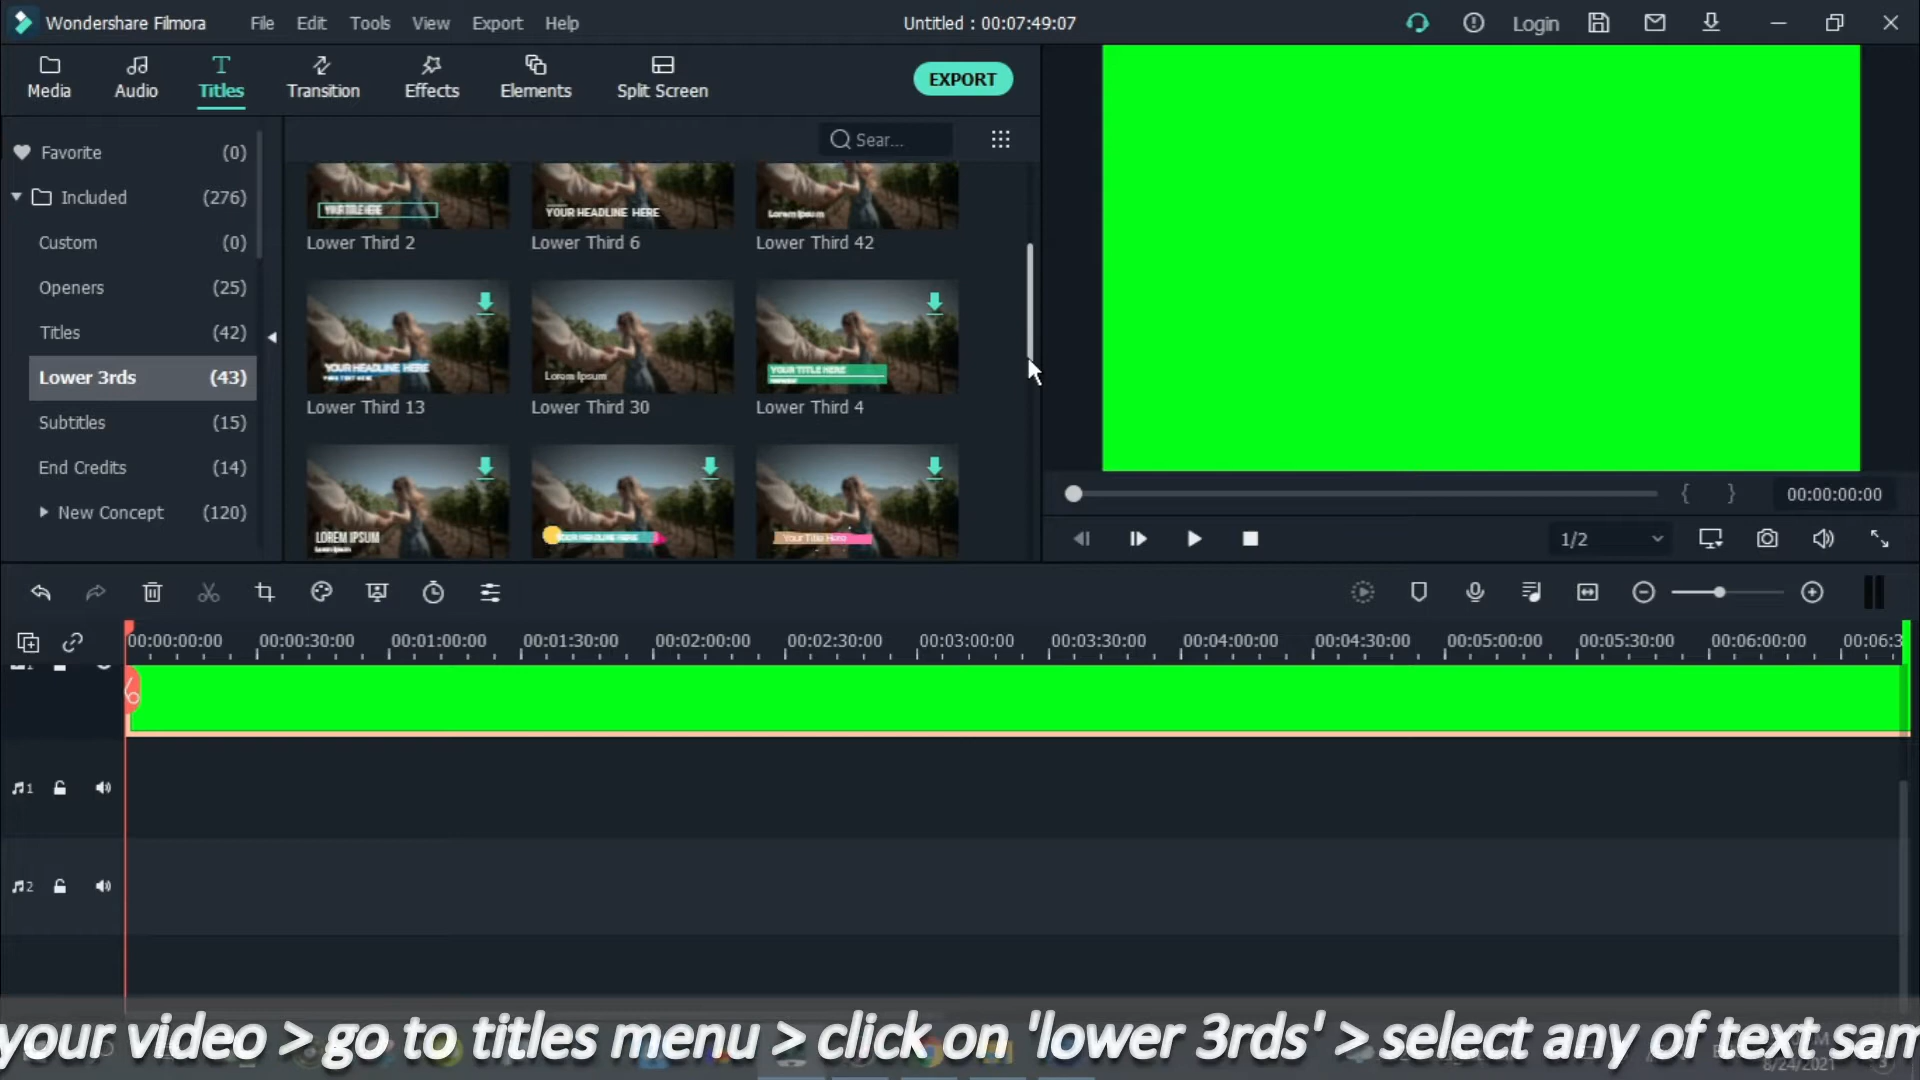 Wondershare Filmora File Edit Tools View Export Help Untitled : 00:07:49:07 Login
Media Audio Titles Transition Effects Elements Split Screen EXPORT
Favorite (0)
Sear...
Included (276)
Custom (0)
Openers (25)
Titles (42)
Lower 3rds (43)
Subtitles (15)
End Credits (14)
New Concept (120)
YOUR TITLE HERE YOUR HEADLINE HERE Lorem Ipsum
Lower Third 2 Lower Third 6 Lower Third 42
YOUR HEADLINE HERE Lorem Ipsum YOUR TITLE HERE
Lower Third 13 Lower Third 30 Lower Third 4
LOREM IPSUM YOUR HEADLINE HERE Your Title Here
{ } 00:00:00:00
1/2
00:00:00:00 00:00:30:00 00:01:00:00 00:01:30:00 00:02:00:00 00:02:30:00 00:03:00:00 00:03:30:00 00:04:00:00 00:04:30:00 00:05:00:00 00:05:30:00 00:06:00:00 00:06:3
1
2
your video > go to titles menu > click on 'lower 3rds' > select any of text sam
8/24/2021